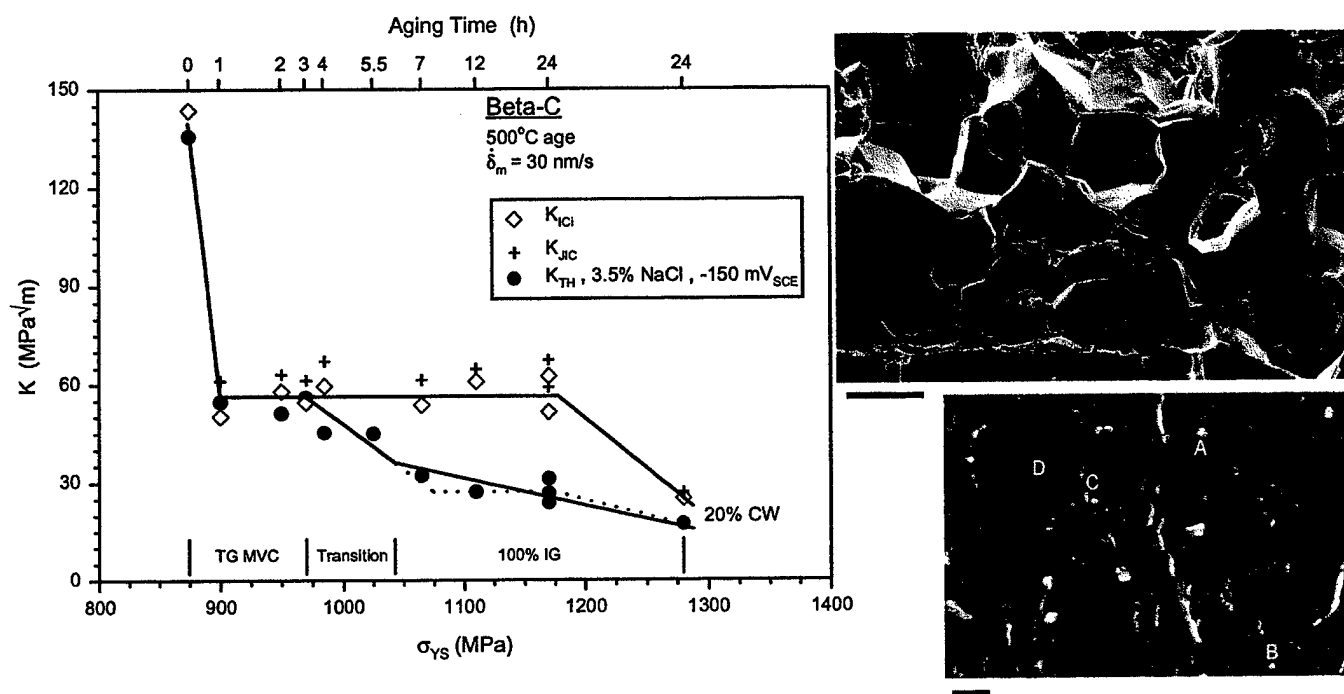 Aging Time (h)
0 1 2 3 4 5.5 7 12 24 24
150
120
90
60
30
0
K (MPa√m)
Beta-C
500°C age
δ̇m = 30 nm/s
KICi
KJIC
KTH , 3.5% NaCl , -150 mVSCE
20% CW
TG MVC Transition 100% IG
800 900 1000 1100 1200 1300 1400
σYS (MPa)
A
D
C
B